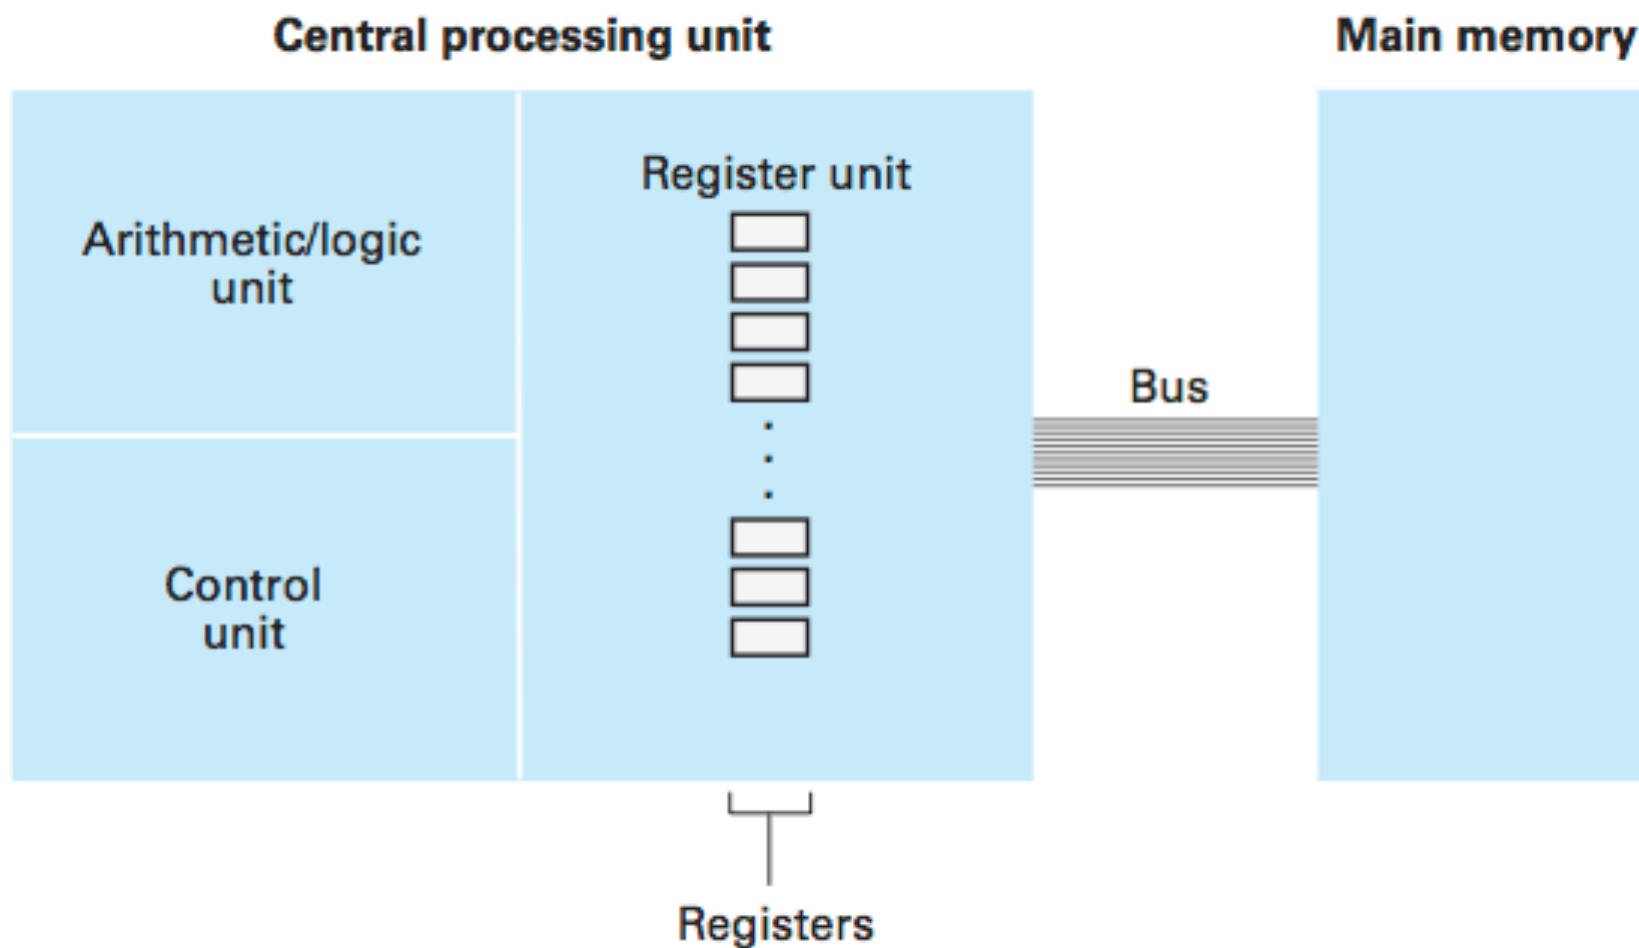 Central processing unit
Main memory
Register unit
Arithmetic/logic
unit
Bus
Control
unit
Registers